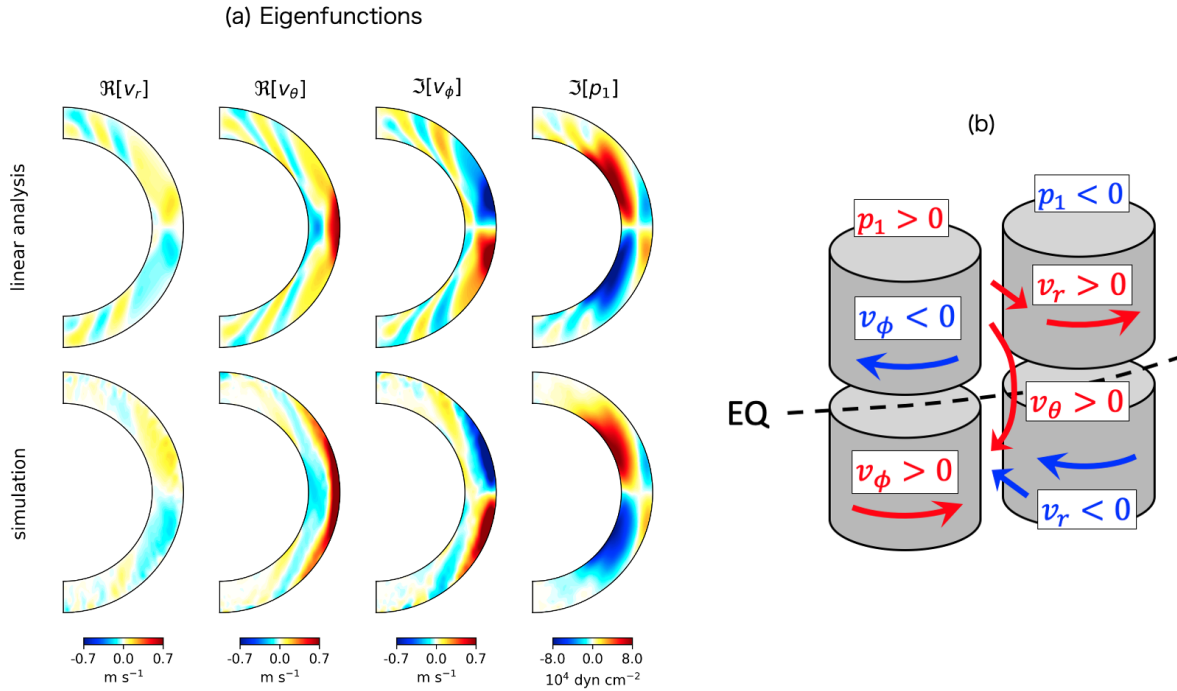 (a) Eigenfunctions
ℜ[v_r] ℜ[v_θ] ℑ[v_ϕ] ℑ[p_1]
linear analysis
simulation
-0.7 0.0 0.7
m s⁻¹
-0.7 0.0 0.7
m s⁻¹
-0.7 0.0 0.7
m s⁻¹
-8.0 0.0 8.0
10⁴ dyn cm⁻²
(b)
p_1 > 0
p_1 < 0
v_ϕ < 0
v_r > 0
EQ
v_θ > 0
v_ϕ > 0
v_r < 0